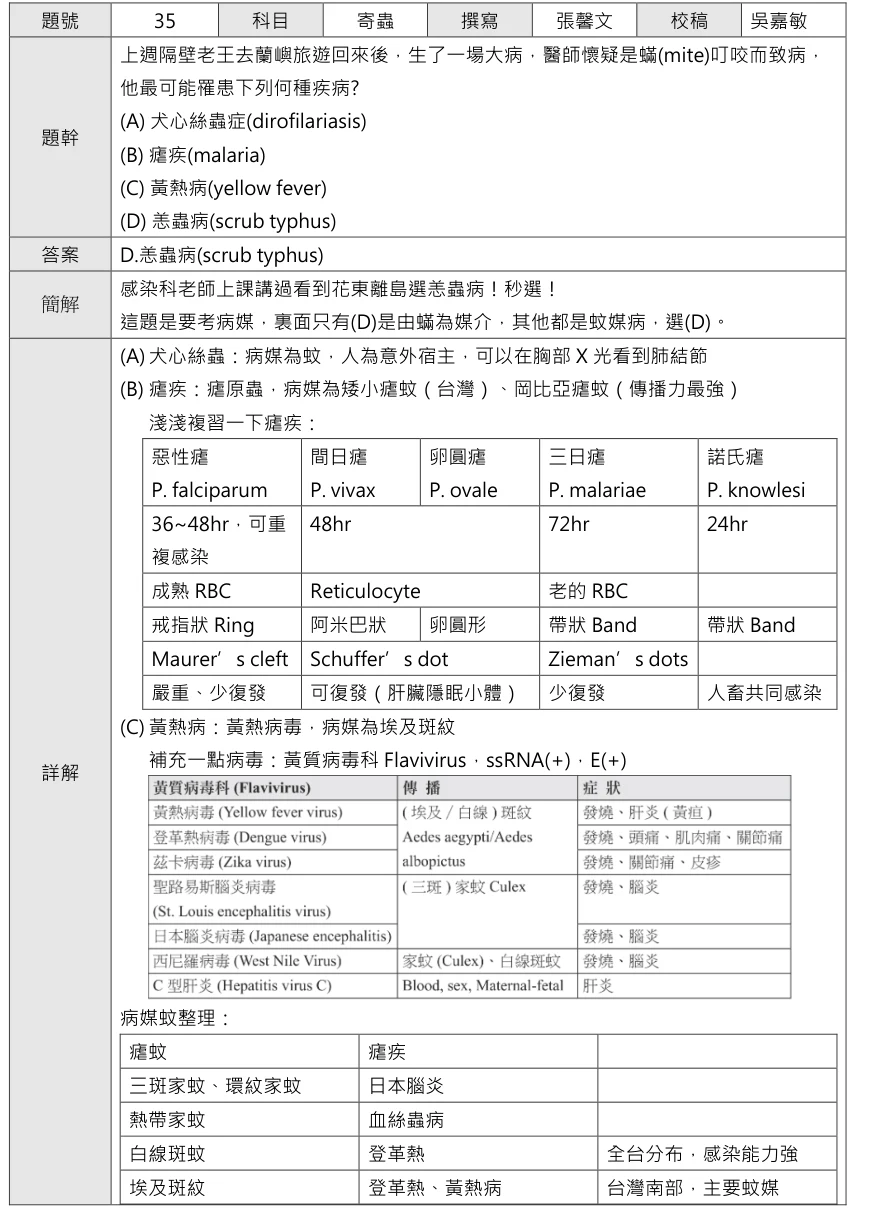 題號 35 科目 寄蟲 撰寫 張馨文 校稿 吳嘉敏
題幹
上週隔壁老王去蘭嶼旅遊回來後，生了一場大病，醫師懷疑是蟎(mite)叮咬而致病，
他最可能罹患下列何種疾病?
(A) 犬心絲蟲症(dirofilariasis)
(B) 瘧疾(malaria)
(C) 黃熱病(yellow fever)
(D) 恙蟲病(scrub typhus)
答案 D.恙蟲病(scrub typhus)
簡解
感染科老師上課講過看到花東離島選恙蟲病！秒選！
這題是要考病媒，裏面只有(D)是由蟎為媒介，其他都是蚊媒病，選(D)。
詳解
(A) 犬心絲蟲：病媒為蚊，人為意外宿主，可以在胸部 X 光看到肺結節
(B) 瘧疾：瘧原蟲，病媒為矮小瘧蚊（台灣）、岡比亞瘧蚊（傳播力最強）
淺淺複習一下瘧疾：
惡性瘧 間日瘧 卵圓瘧 三日瘧 諾氏瘧
P. falciparum P. vivax P. ovale P. malariae P. knowlesi
36~48hr，可重 48hr 72hr 24hr
複感染
成熟 RBC Reticulocyte 老的 RBC
戒指狀 Ring 阿米巴狀 卵圓形 帶狀 Band 帶狀 Band
Maurer’s cleft Schuffer’s dot Zieman’s dots
嚴重、少復發 可復發（肝臟隱眠小體） 少復發 人畜共同感染
(C) 黃熱病：黃熱病毒，病媒為埃及斑紋
補充一點病毒：黃質病毒科 Flavivirus，ssRNA(+)，E(+)
黃質病毒科 (Flavivirus) 傳 播 症 狀
黃熱病毒 (Yellow fever virus) ( 埃及／白線 ) 斑紋 發燒、肝炎 ( 黃疸 )
登革熱病毒 (Dengue virus) Aedes aegypti/Aedes 發燒、頭痛、肌肉痛、關節痛
茲卡病毒 (Zika virus) albopictus 發燒、關節痛、皮疹
聖路易斯腦炎病毒 ( 三斑 ) 家蚊 Culex 發燒、腦炎
(St. Louis encephalitis virus)
日本腦炎病毒 (Japanese encephalitis) 發燒、腦炎
西尼羅病毒 (West Nile Virus) 家蚊 (Culex)、白線斑蚊 發燒、腦炎
C 型肝炎 (Hepatitis virus C) Blood, sex, Maternal-fetal 肝炎
病媒蚊整理：
瘧蚊 瘧疾
三斑家蚊、環紋家蚊 日本腦炎
熱帶家蚊 血絲蟲病
白線斑蚊 登革熱 全台分布，感染能力強
埃及斑紋 登革熱、黃熱病 台灣南部，主要蚊媒